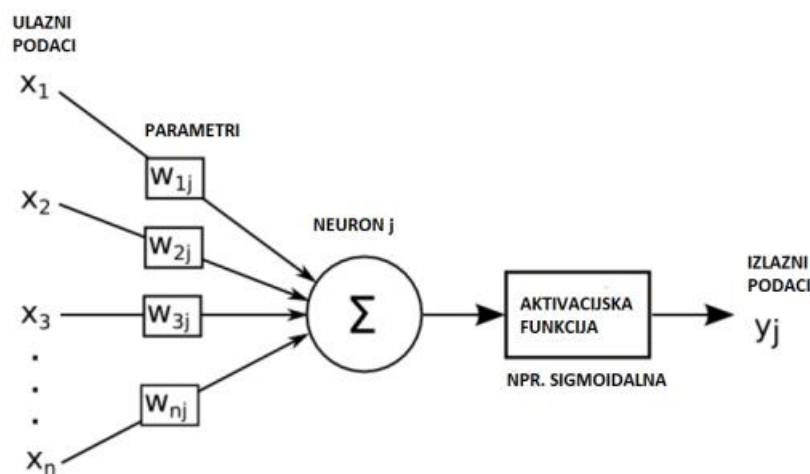 ULAZNI
PODACI
x1
PARAMETRI
w1j
x2
w2j
NEURON j
x3
w3j
Σ
AKTIVACIJSKA
FUNKCIJA
IZLAZNI
PODACI
yj
NPR. SIGMOIDALNA
.
.
.
wnj
xn